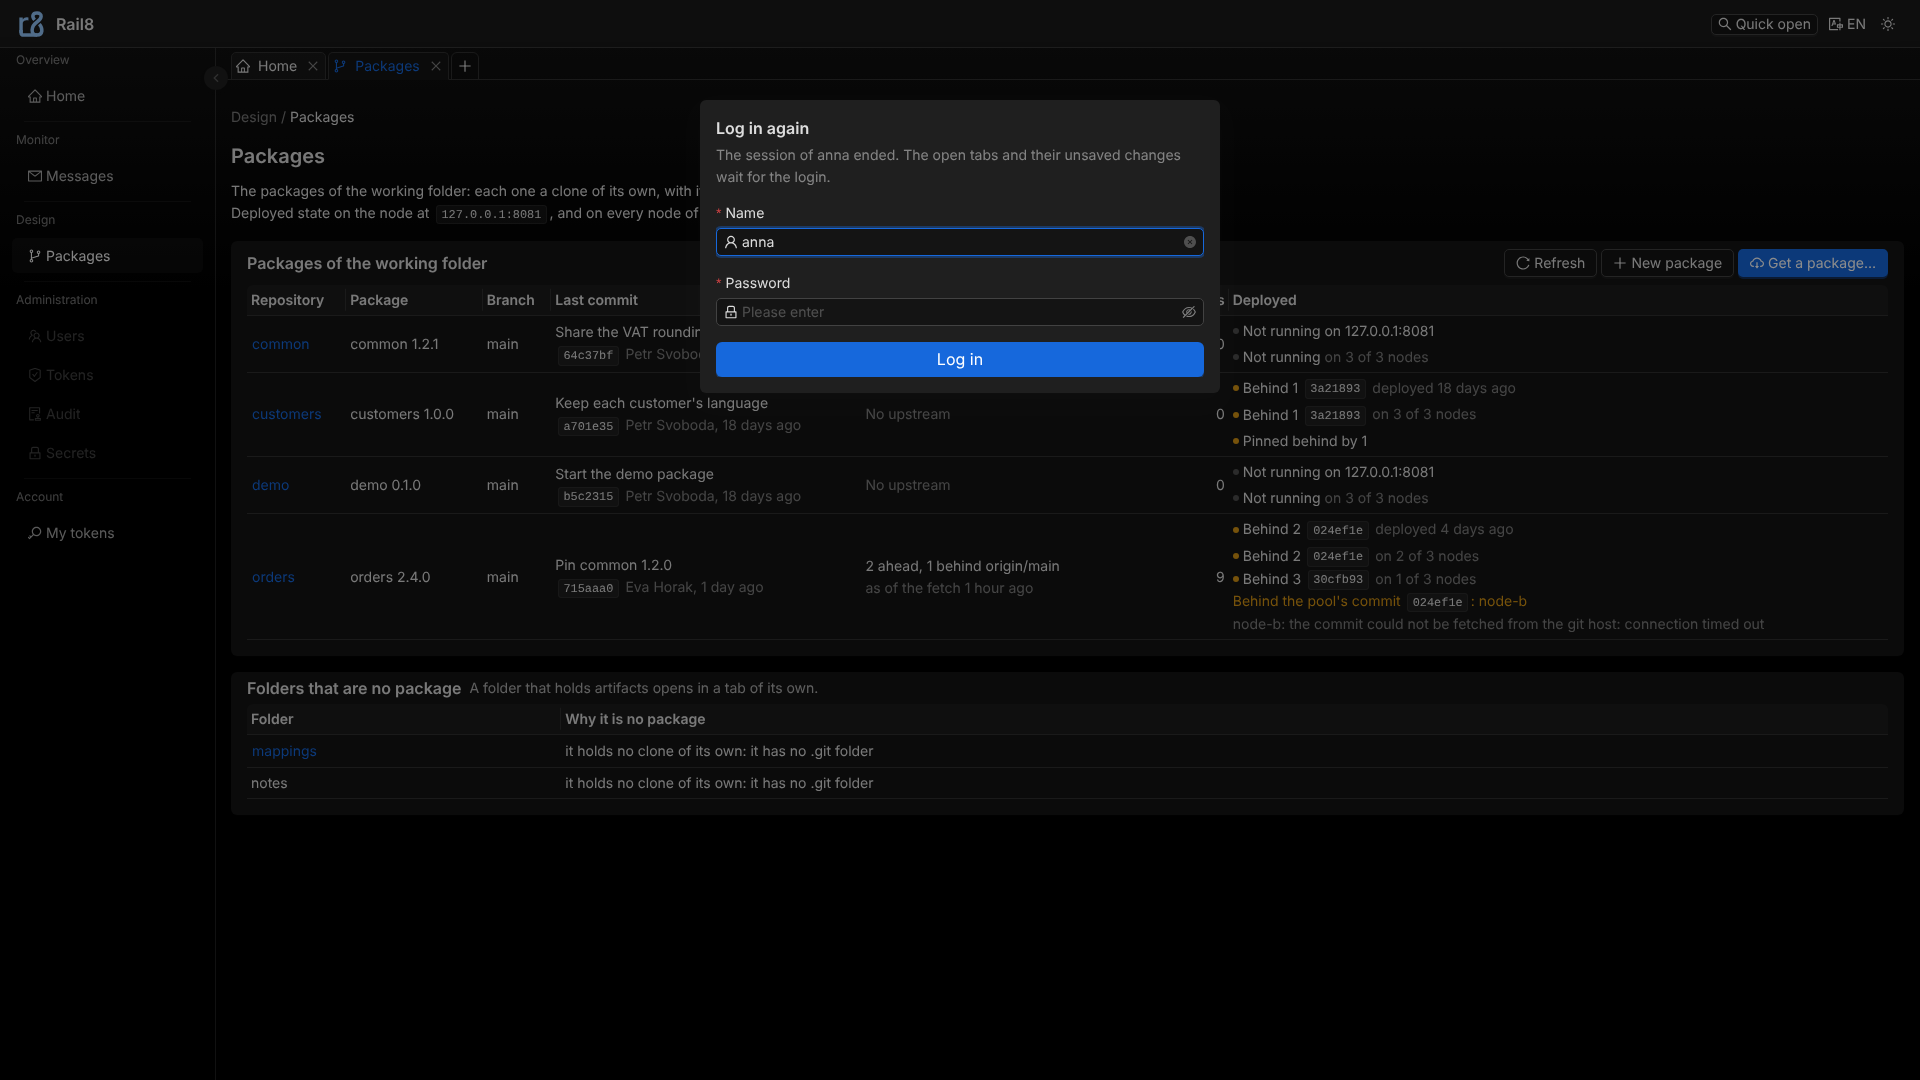 Rail8
Quick open
EN
Overview
Home
Monitor
Messages
Design
Packages
Administration
Users
Tokens
Audit
Secrets
Account
My tokens
Home
Packages
Design / Packages
Packages
The packages of the working folder: each one a clone of its own, with
Deployed state on the node at 127.0.0.1:8081 , and on every node of
Log in again
The session of anna ended. The open tabs and their unsaved changes
wait for the login.
* Name
anna
* Password
Please enter
Log in
Packages of the working folder
Refresh
New package
Get a package...
Repository Package Branch Last commit Deployed
common common 1.2.1 main
Share the VAT
64c37bf Petr
Not running on 127.0.0.1:8081
Not running on 3 of 3 nodes
customers customers 1.0.0 main
Keep each customer's language
a701e35 Petr Svoboda, 18 days ago
No upstream
0
Behind 1 3a21893 deployed 18 days ago
Behind 1 3a21893 on 3 of 3 nodes
Pinned behind by 1
demo demo 0.1.0 main
Start the demo package
b5c2315 Petr Svoboda, 18 days ago
No upstream
0
Not running on 127.0.0.1:8081
Not running on 3 of 3 nodes
orders orders 2.4.0 main
Pin common 1.2.0
715aaa0 Eva Horak, 1 day ago
2 ahead, 1 behind origin/main
as of the fetch 1 hour ago
9
Behind 2 024ef1e deployed 4 days ago
Behind 2 024ef1e on 2 of 3 nodes
Behind 3 30cfb93 on 1 of 3 nodes
Behind the pool's commit 024ef1e : node-b
node-b: the commit could not be fetched from the git host: connection timed out
Folders that are no package A folder that holds artifacts opens in a tab of its own.
Folder Why it is no package
mappings it holds no clone of its own: it has no .git folder
notes it holds no clone of its own: it has no .git folder